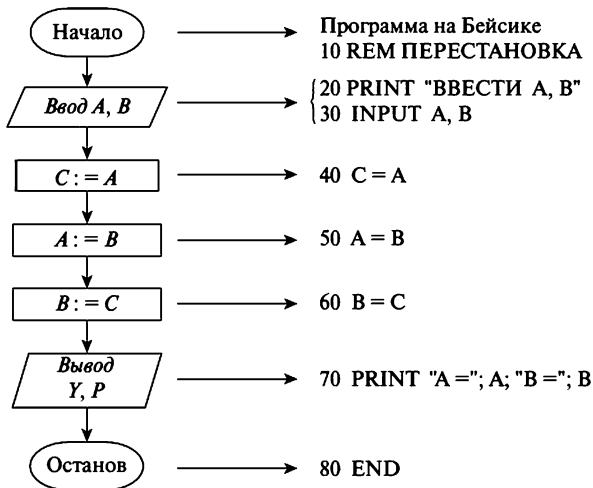 Начало
Программа на Бейсике
10 REM ПЕРЕСТАНОВКА
Ввод A, B
20 PRINT "ВВЕСТИ A, B"
30 INPUT A, B
C : = A
40 C = A
A : = B
50 A = B
B : = C
60 B = C
Вывод
Y, P
70 PRINT "A ="; A; "B ="; B
Останов
80 END